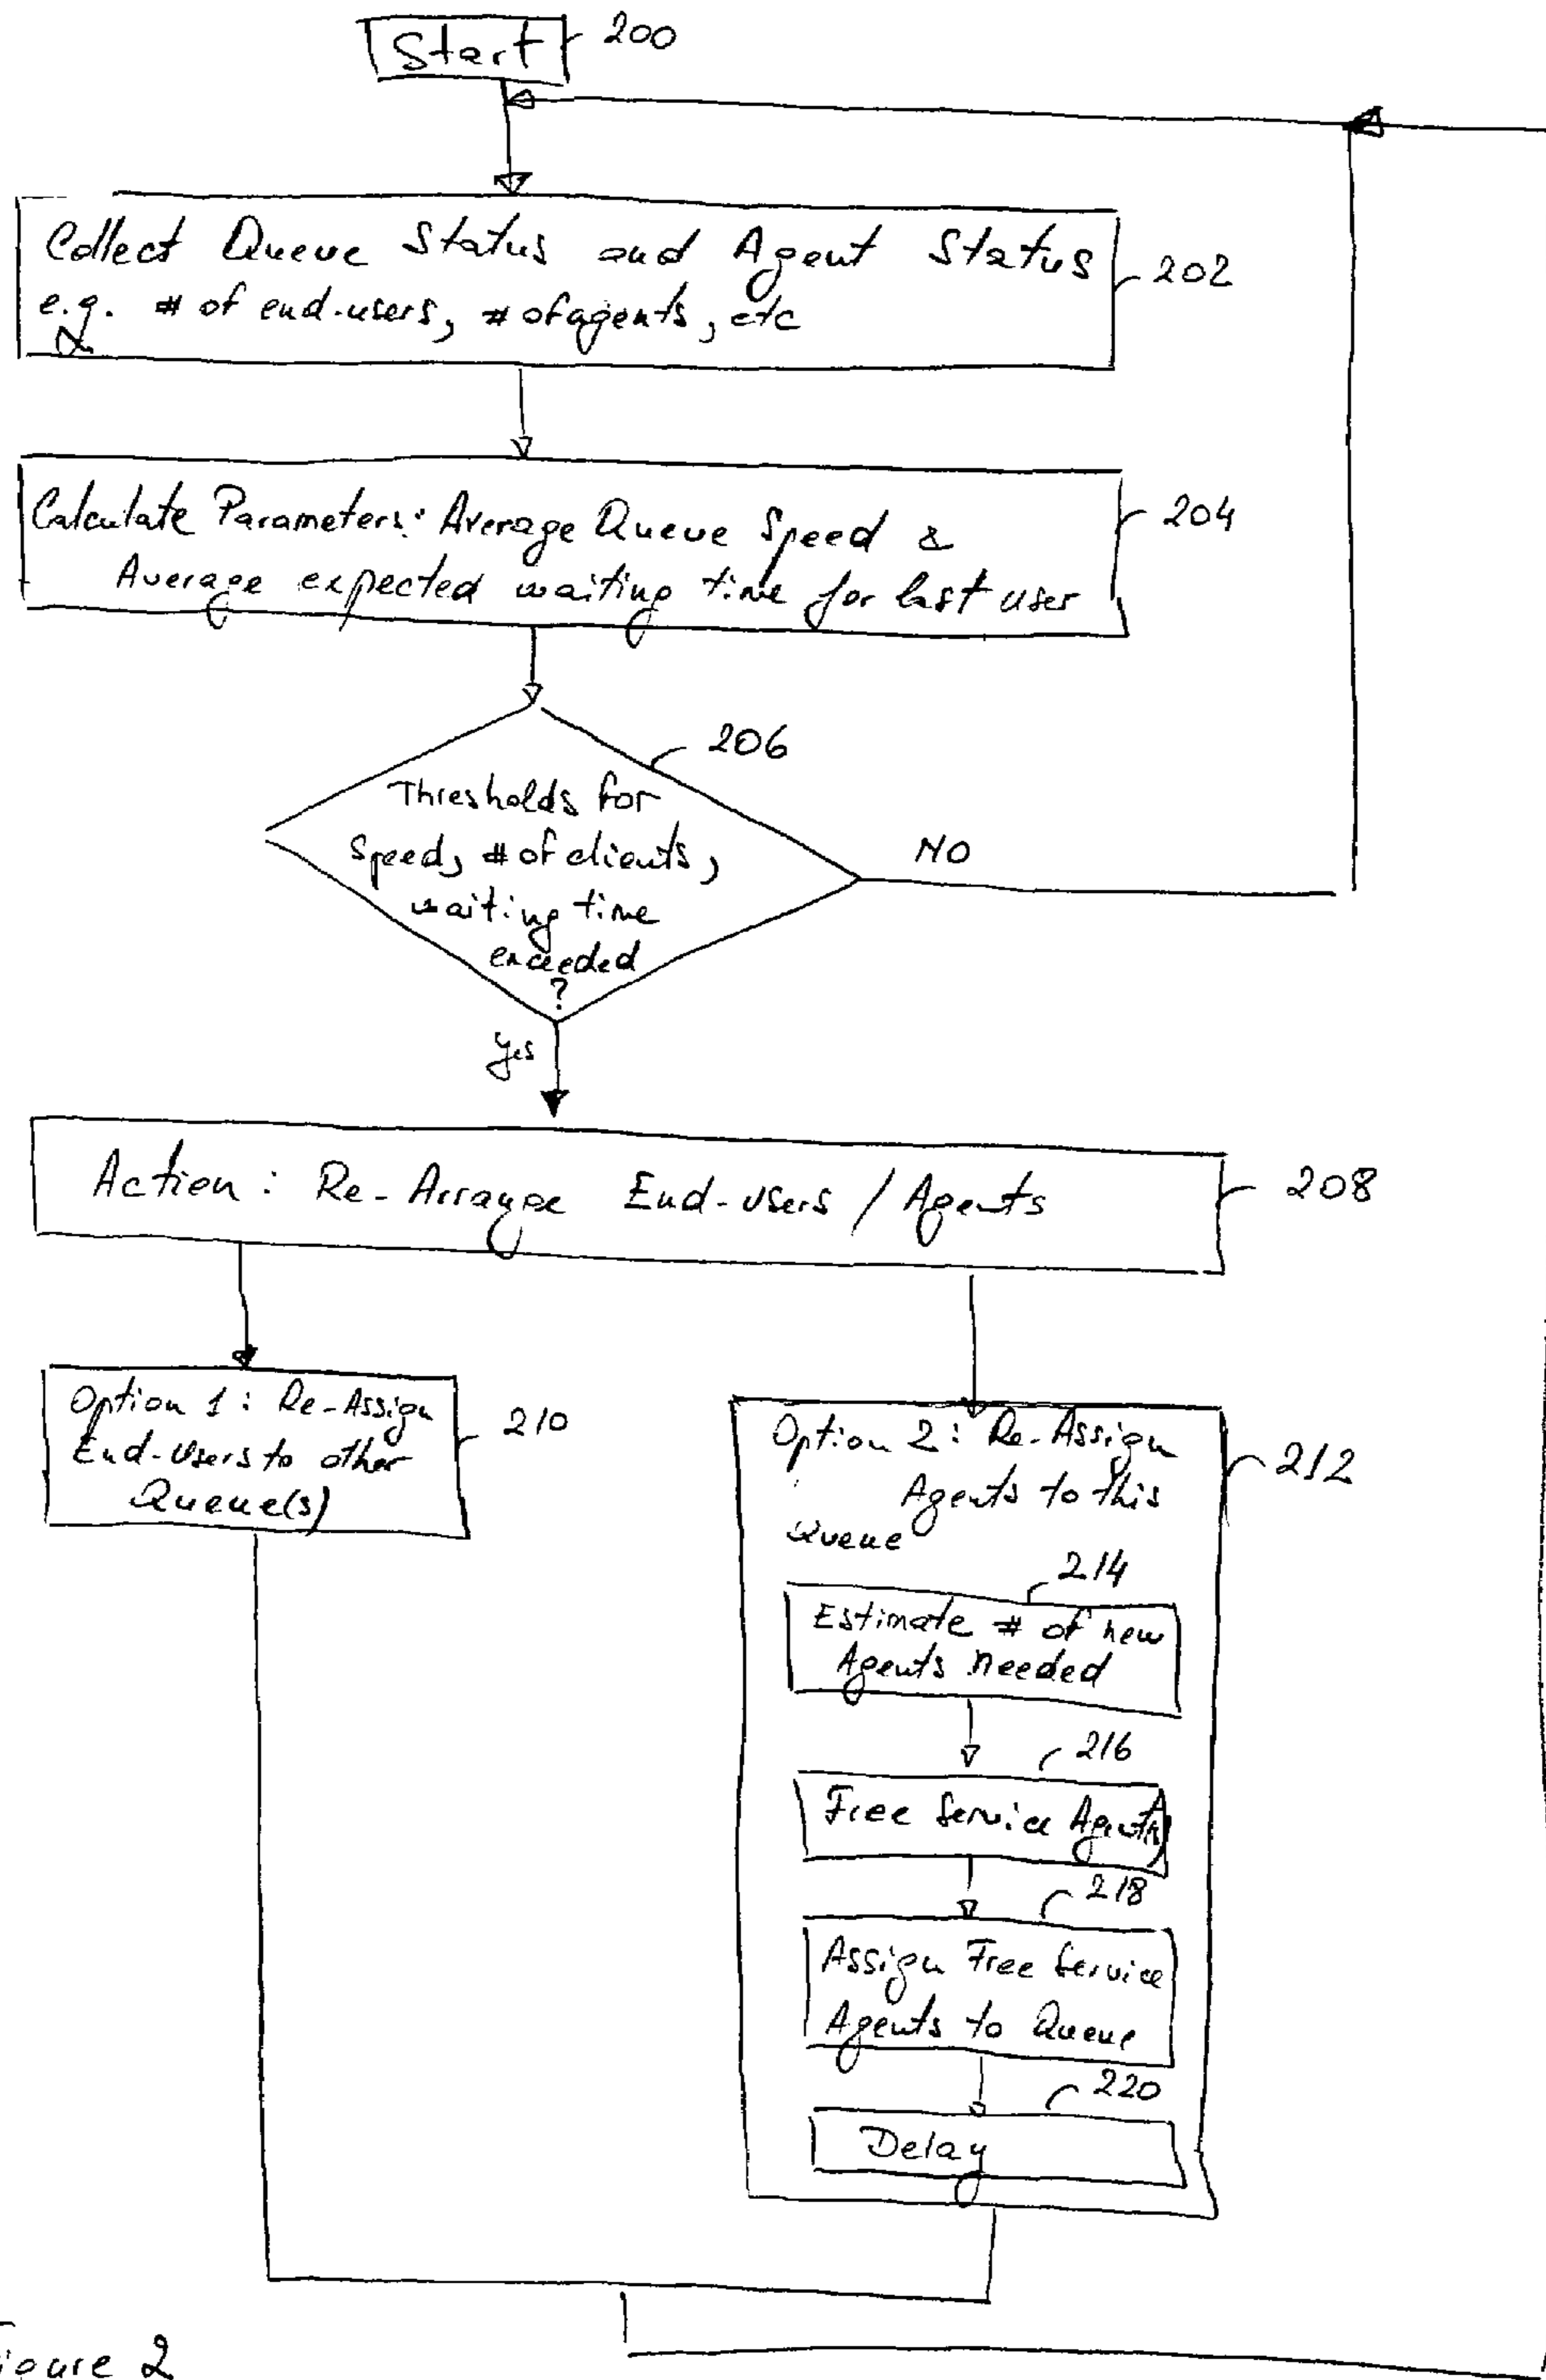 Start 200
Collect Queue Status and Agent Status
e.g. # of end-users, # of agents, etc
202
Calculate Parameters: Average Queue Speed &
Average expected waiting time for last user
204
206
Thresholds for
Speed, # of clients,
waiting time
exceeded
?
NO
Yes
Action: Re-Arrange End-users / Agents
208
Option 1: Re-Assign
End-Users to other
Queue(s)
210
Option 2: Re-Assign
Agents to this
Queue
212
214
Estimate # of new
Agents needed
216
Free Service Agents
218
Assign Free Service
Agents to Queue
220
Delay
Figure 2